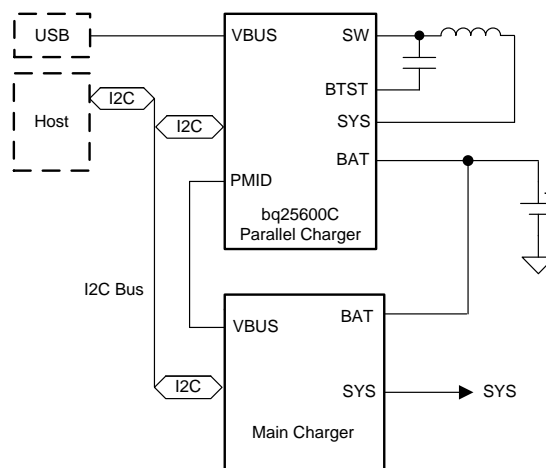 USB
VBUS
SW
I2C
Host
BTST
I2C
SYS
BAT
PMID
bq25600C
Parallel Charger
I2C Bus
VBUS
BAT
I2C
SYS
SYS
Main Charger